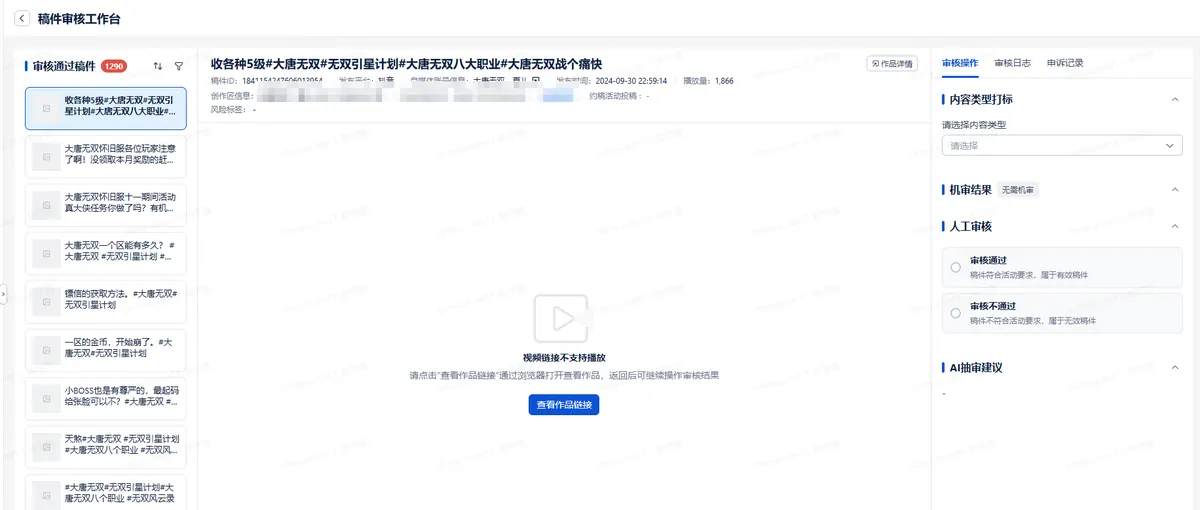 稿件审核工作台
审核通过稿件 1290
收各种5级#大唐无双#无双引
星计划#大唐无双八大职业#...
大唐无双怀旧服各位玩家注意
了啊！没领取本月奖励的赶...
大唐无双怀旧服十一期间活动
真大侠任务你做了吗？有机...
大唐无双一个区能有多久？ #
大唐无双 #无双引星计划 #...
镖信的获取方法。#大唐无双#
无双引星计划
一区的金币，开始崩了。#大
唐无双#无双引星计划
小BOSS也是有尊严的，最起码
给张脸可以不？#大唐无双 #...
天煞#大唐无双 #无双引星计划
#大唐无双八个职业 #无双风...
#大唐无双#无双引星计划#大
唐无双八个职业 #无双风云录
收各种5级#大唐无双#无双引星计划#大唐无双八大职业#大唐无双战个痛快
作品详情
稿件ID： 发布平台：抖音 自媒体账号信息：大唐无双 发布时间：2024-09-30 22:59:14 播放量：1,866
创作区信息： 约稿活动投稿：-
风险标签： -
视频链接不支持播放
请点击"查看作品链接"通过浏览器打开查看作品，返回后可继续操作审核结果
查看作品链接
审核操作 审核日志 申诉记录
内容类型打标
请选择内容类型
请选择
机审结果 无需机审
人工审核
审核通过
稿件符合活动要求，属于有效稿件
审核不通过
稿件不符合活动要求，属于无效稿件
AI抽审建议
-